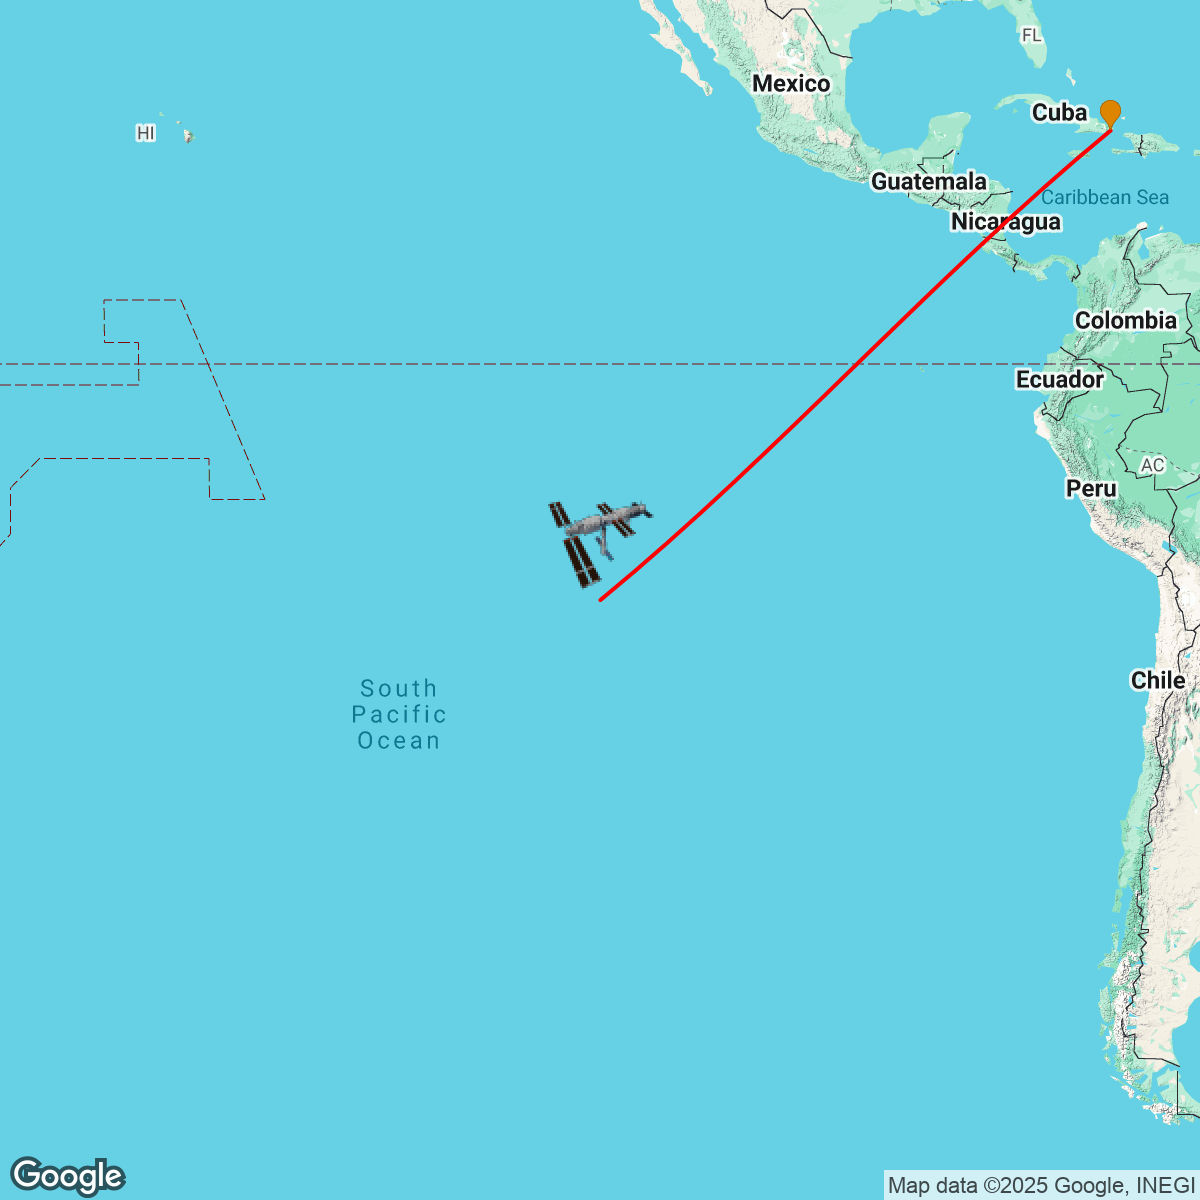 FL
Mexico
Cuba
HI
Guatemala
Caribbean Sea
Nicaragua
Colombia
Ecuador
AC
Peru
South
Pacific
Ocean
Chile
Google
Map data ©2025 Google, INEGI